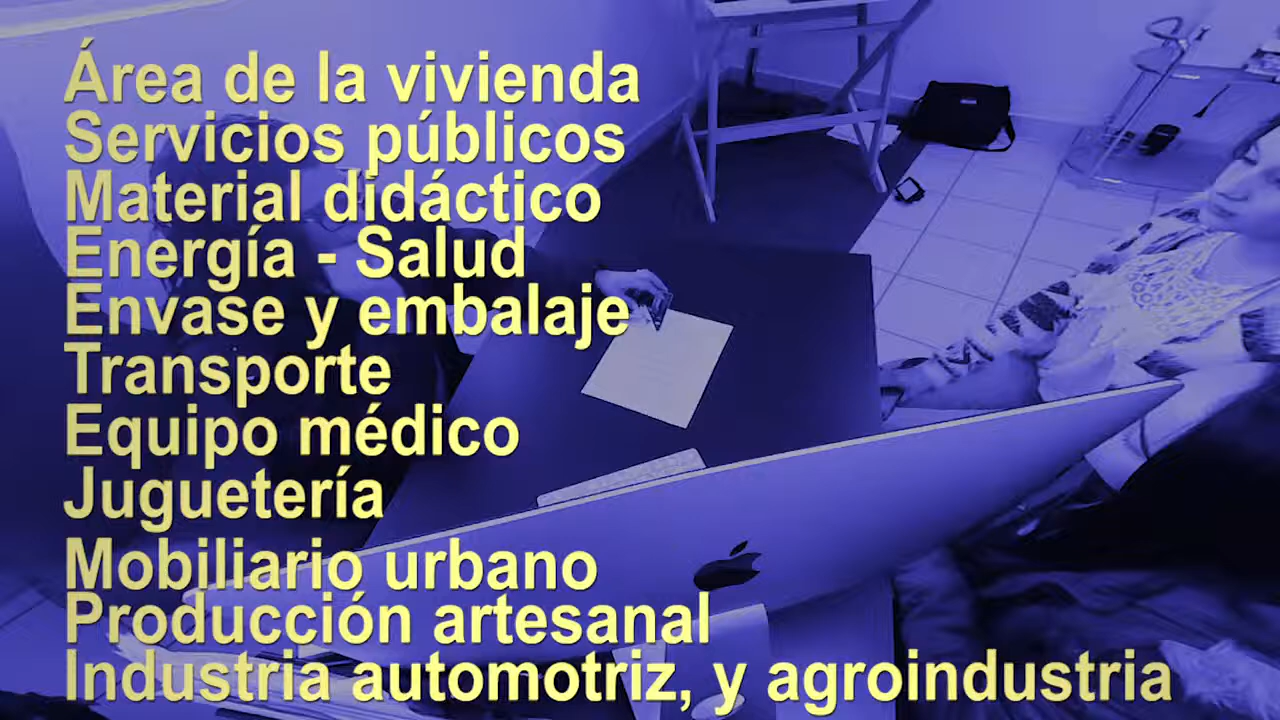 Área de la vivienda
Servicios públicos
Material didáctico
Energía - Salud
Envase y embalaje
Transporte
Equipo médico
Juguetería
Mobiliario urbano
Producción artesanal
Industria automotriz, y agroindustria